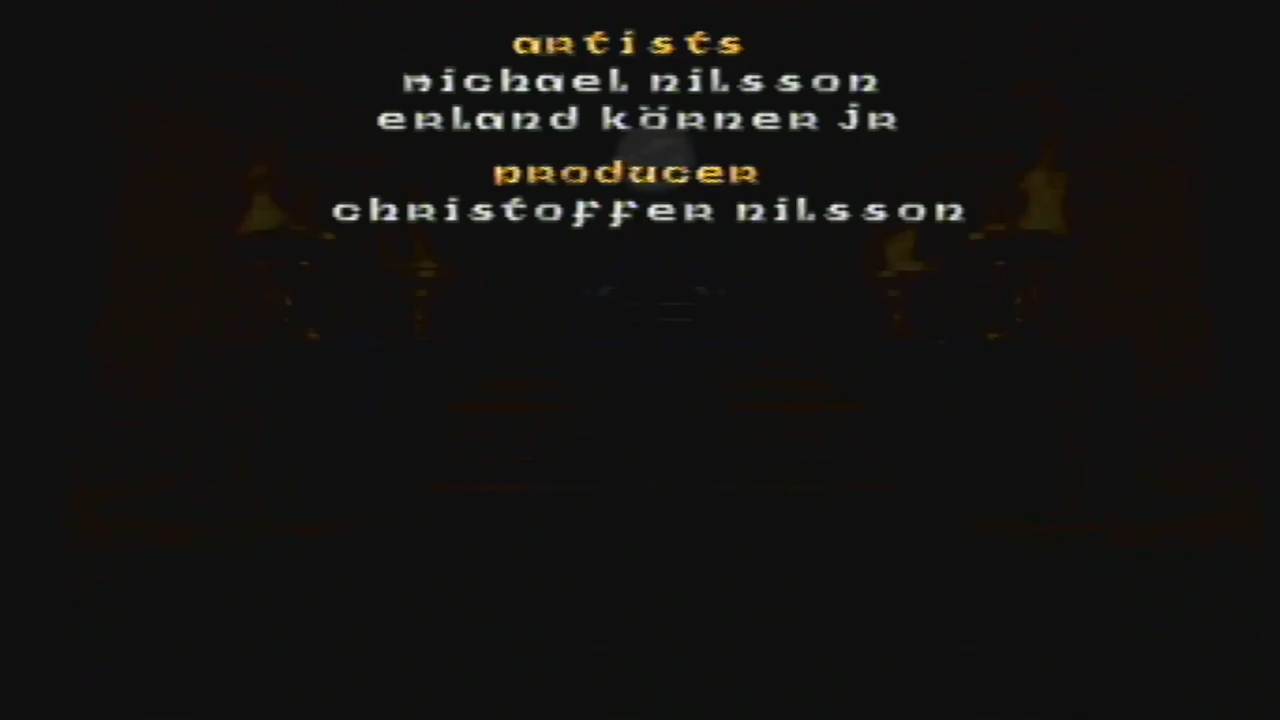 artists
michael nilsson
erland körner jr
producer
christoffer nilsson